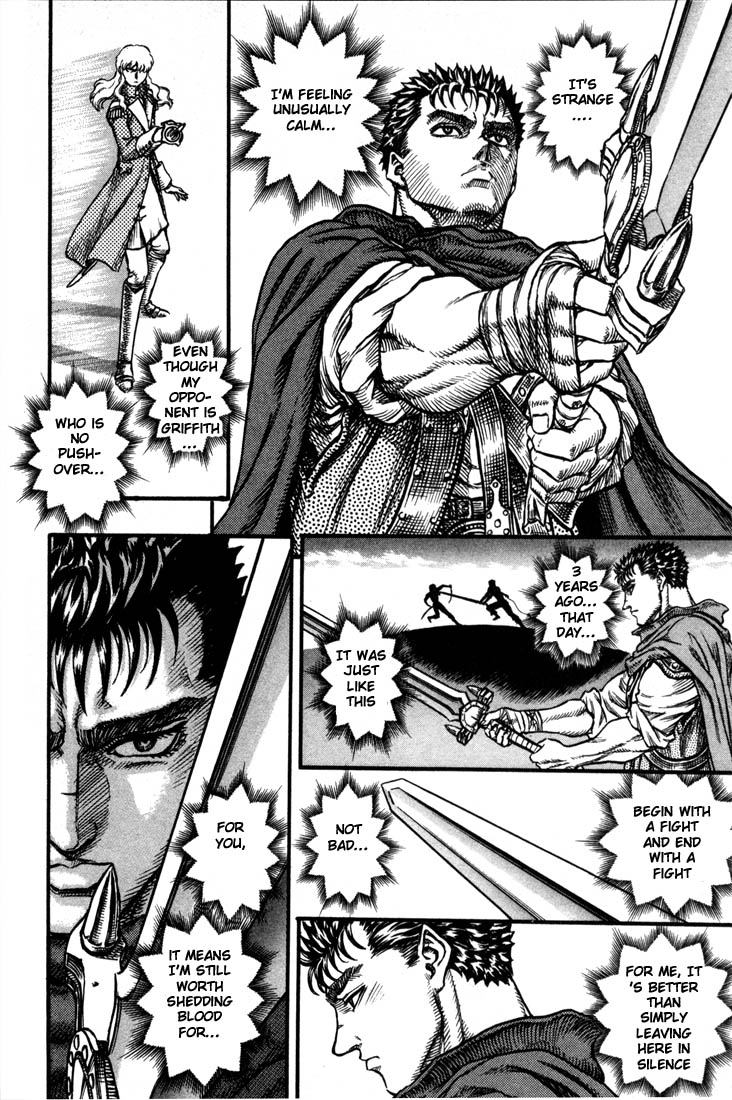 IT'S
STRANGE
....
I'M FEELING
UNUSUALLY
CALM...
EVEN
THOUGH
MY
OPPO-
NENT IS
GRIFFITH
...
WHO IS
NO
PUSH-
OVER...
3
YEARS
AGO...
THAT
DAY...
IT WAS
JUST
LIKE
THIS
BEGIN WITH
A FIGHT
AND END
WITH A
FIGHT
NOT
BAD...
FOR ME, IT
'S BETTER
THAN
SIMPLY
LEAVING
HERE IN
SILENCE
FOR
YOU,
IT MEANS
I'M STILL
WORTH
SHEDDING
BLOOD
FOR...